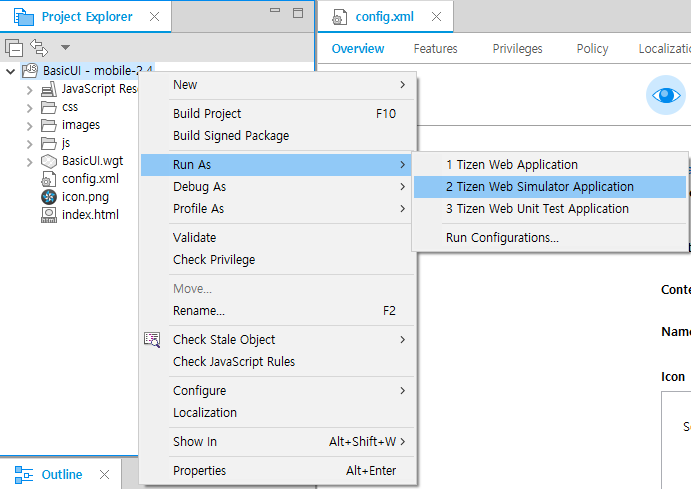 Project Explorer
config.xml
Overview Features Privileges Policy Localizatio
BasicUI - mobile-2.4
JavaScript Res
css
images
js
BasicUI.wgt
config.xml
icon.png
index.html
New
Build Project F10
Build Signed Package
Run As
Debug As
Profile As
Validate
Check Privilege
Move...
Rename... F2
Check Stale Object
Check JavaScript Rules
Configure
Localization
Show In Alt+Shift+W
Properties Alt+Enter
1 Tizen Web Application
2 Tizen Web Simulator Application
3 Tizen Web Unit Test Application
Run Configurations...
Conte
Name
Icon
Outline